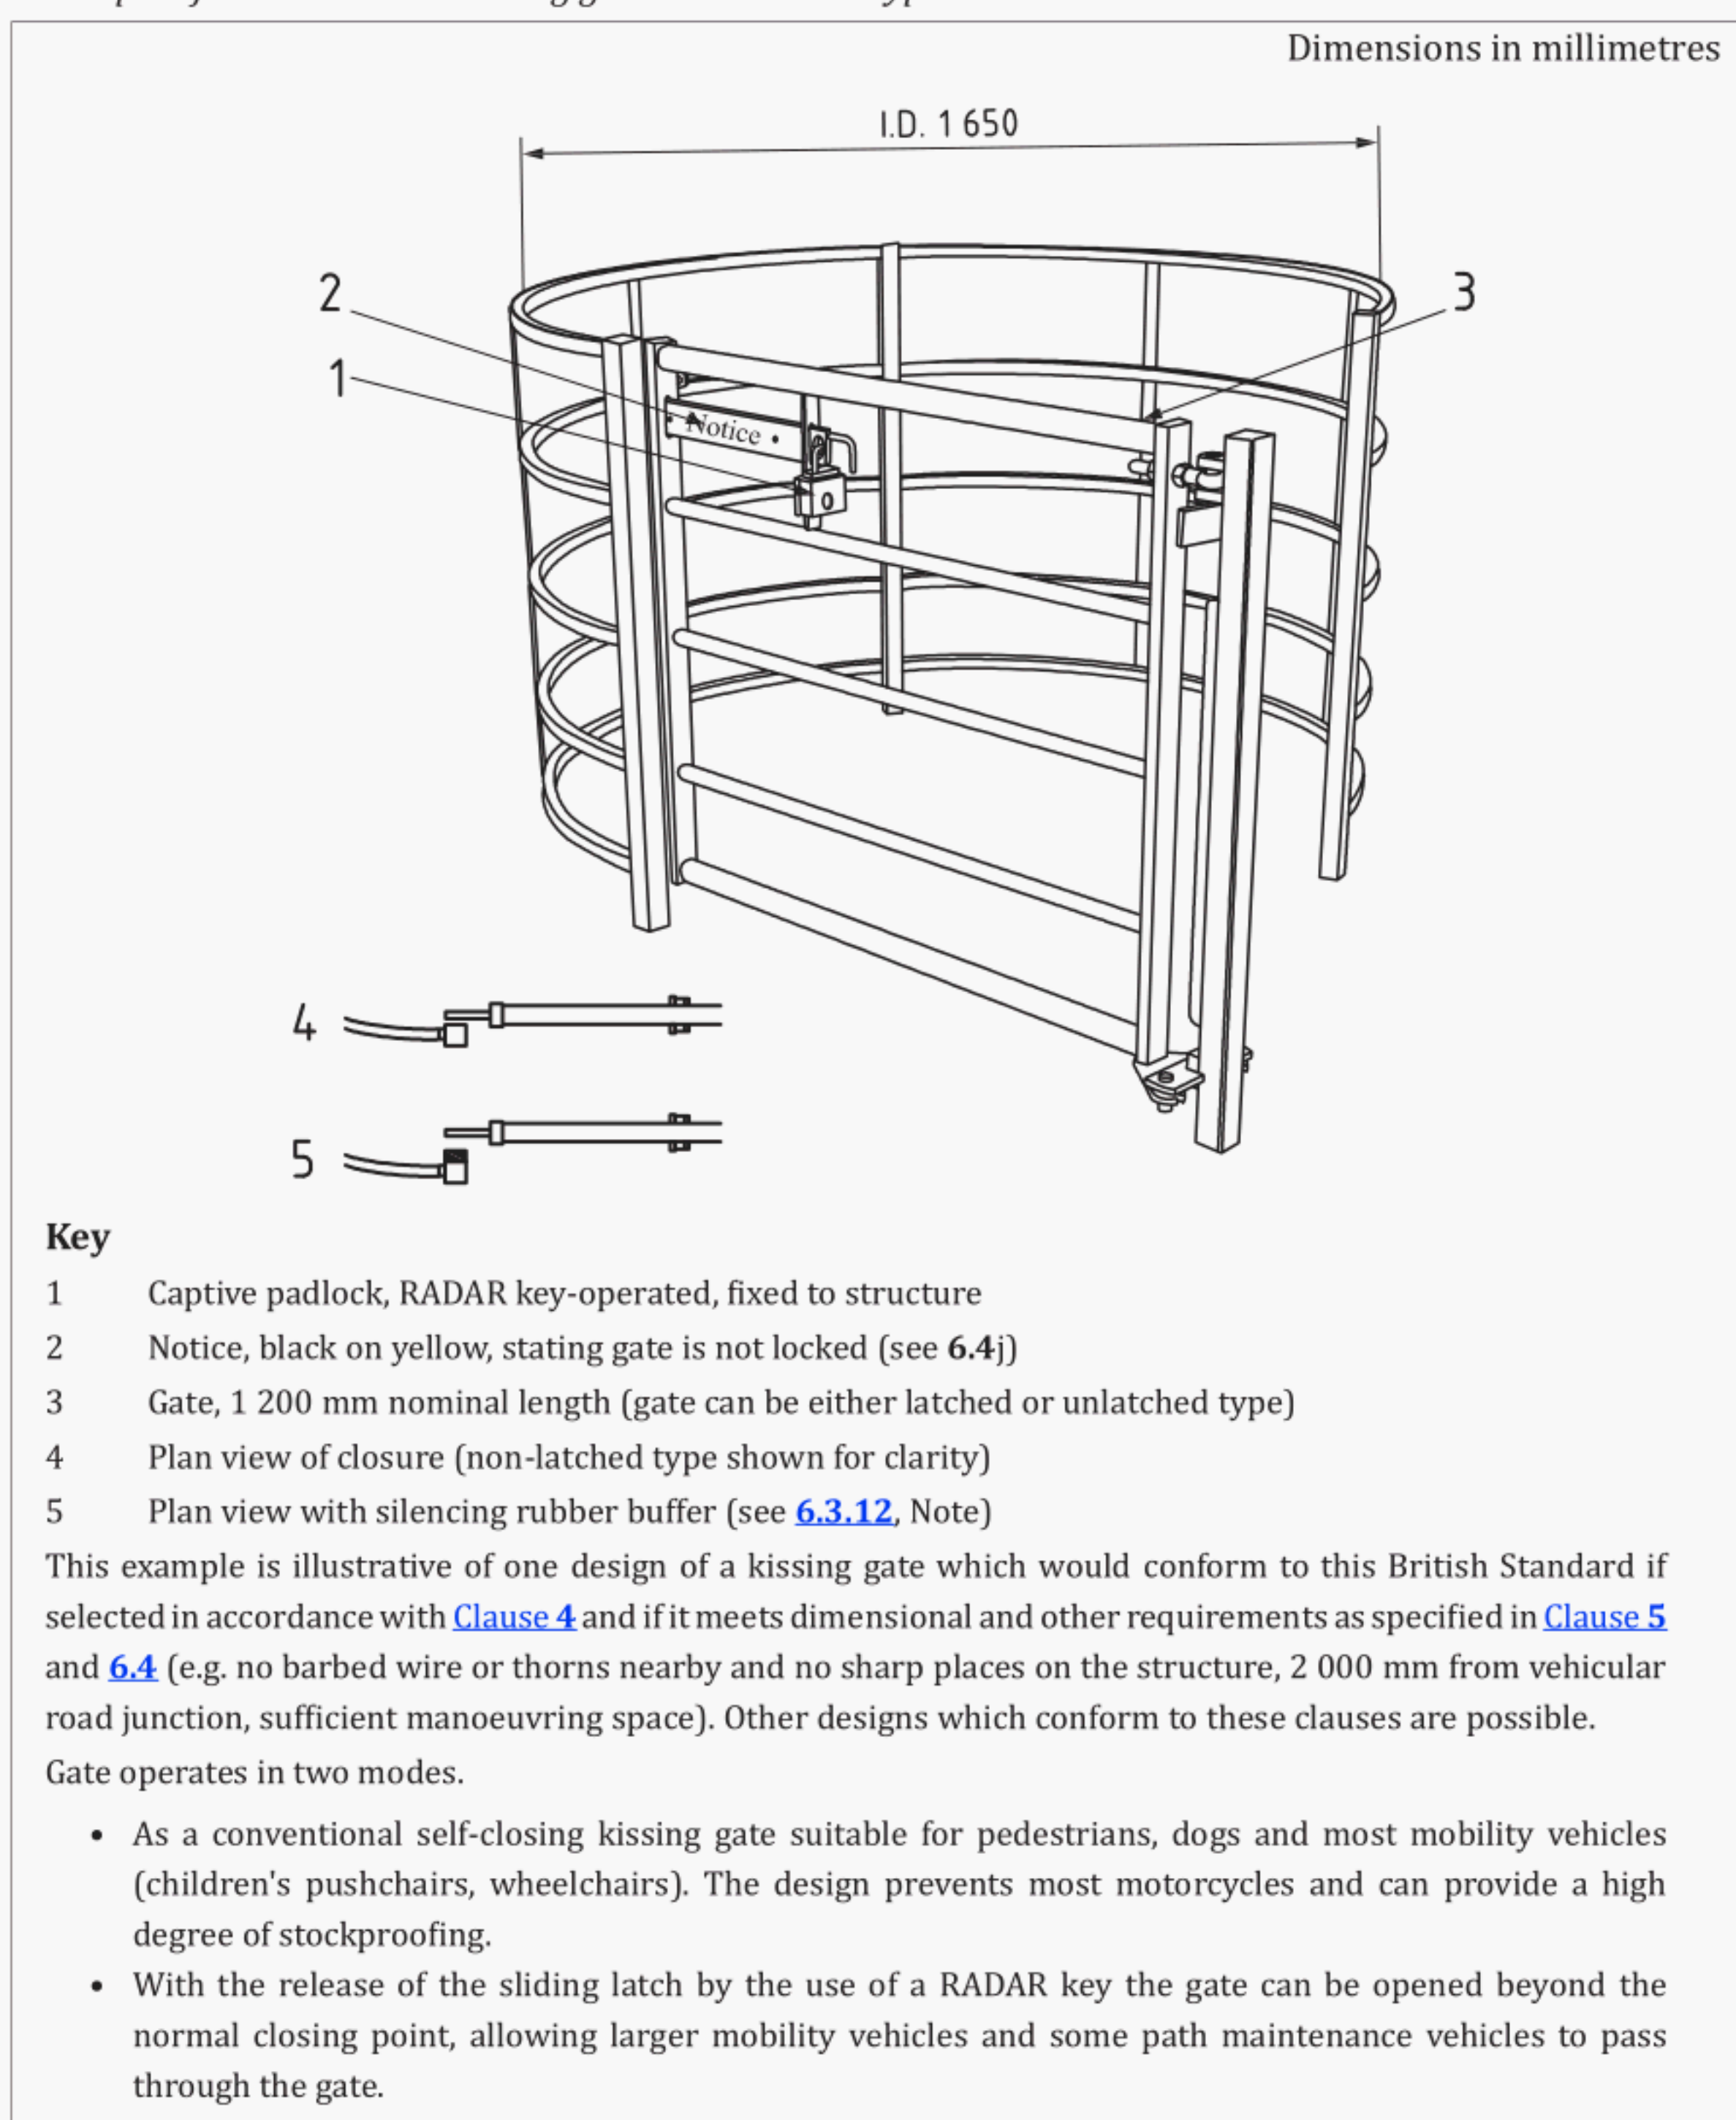 Dimensions in millimetres
I.D. 1 650
2
3
1
Notice
4
5
Key
1 Captive padlock, RADAR key-operated, fixed to structure
2 Notice, black on yellow, stating gate is not locked (see 6.4j)
3 Gate, 1 200 mm nominal length (gate can be either latched or unlatched type)
4 Plan view of closure (non-latched type shown for clarity)
5 Plan view with silencing rubber buffer (see 6.3.12, Note)
This example is illustrative of one design of a kissing gate which would conform to this British Standard if
selected in accordance with Clause 4 and if it meets dimensional and other requirements as specified in Clause 5
and 6.4 (e.g. no barbed wire or thorns nearby and no sharp places on the structure, 2 000 mm from vehicular
road junction, sufficient manoeuvring space). Other designs which conform to these clauses are possible.
Gate operates in two modes.
• As a conventional self-closing kissing gate suitable for pedestrians, dogs and most mobility vehicles
(children's pushchairs, wheelchairs). The design prevents most motorcycles and can provide a high
degree of stockproofing.
• With the release of the sliding latch by the use of a RADAR key the gate can be opened beyond the
normal closing point, allowing larger mobility vehicles and some path maintenance vehicles to pass
through the gate.